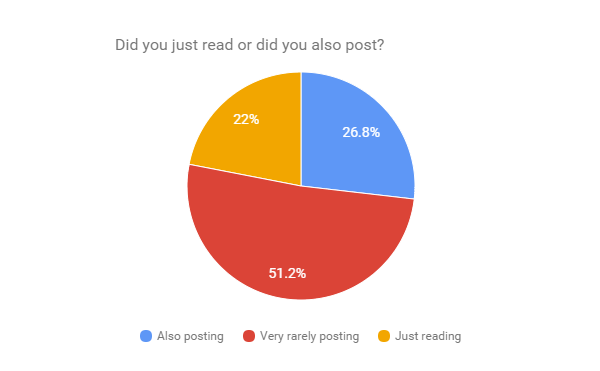 Did you just read or did you also post?
22%
26.8%
51.2%
Also posting
Very rarely posting
Just reading